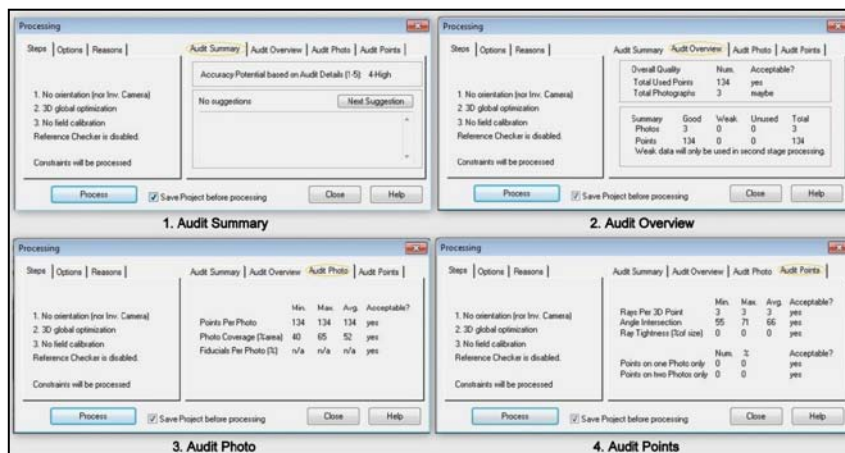 Processing
Steps | Options | Reasons |
Audit Summary | Audit Overview | Audit Photo | Audit Points |
Accuracy Potential based on Audit Details (1-5): 4-High
1. No orientation (nor Inv. Camera)
2. 3D global optimization
3. No field calibration
Reference Checker is disabled.
Constraints will be processed
No suggestions
Next Suggestion
Process
Save Project before processing
Close
Help
1. Audit Summary
Processing
Steps | Options | Reasons |
Audit Summary | Audit Overview | Audit Photo | Audit Points |
1. No orientation (nor Inv. Camera)
2. 3D global optimization
3. No field calibration
Reference Checker is disabled.
Constraints will be processed
Overall Quality Num. Acceptable?
Total Used Points 134 yes
Total Photographs 3 maybe
Summary Good Weak Unused Total
Photos 3 0 0 3
Points 134 0 0 134
Weak data will only be used in second stage processing.
Process
Save Project before processing
Close
Help
2. Audit Overview
Processing
Steps | Options | Reasons |
Audit Summary | Audit Overview | Audit Photo | Audit Points |
1. No orientation (nor Inv. Camera)
2. 3D global optimization
3. No field calibration
Reference Checker is disabled.
Constraints will be processed
Min. Max. Avg. Acceptable?
Points Per Photo 134 134 134 yes
Photo Coverage (%area) 40 65 52 yes
Fiducials Per Photo (%) n/a n/a n/a yes
Process
Save Project before processing
Close
Help
3. Audit Photo
Processing
Steps | Options | Reasons |
Audit Summary | Audit Overview | Audit Photo | Audit Points |
1. No orientation (nor Inv. Camera)
2. 3D global optimization
3. No field calibration
Reference Checker is disabled.
Constraints will be processed
Min. Max. Avg. Acceptable?
Rays Per 3D Point 3 3 3 yes
Angle Intersection 55 71 66 yes
Ray Tightness (%of size) 0 0 0 yes
Num. % Acceptable?
Points on one Photo only 0 0 yes
Points on two Photos only 0 0 yes
Process
Save Project before processing
Close
Help
4. Audit Points